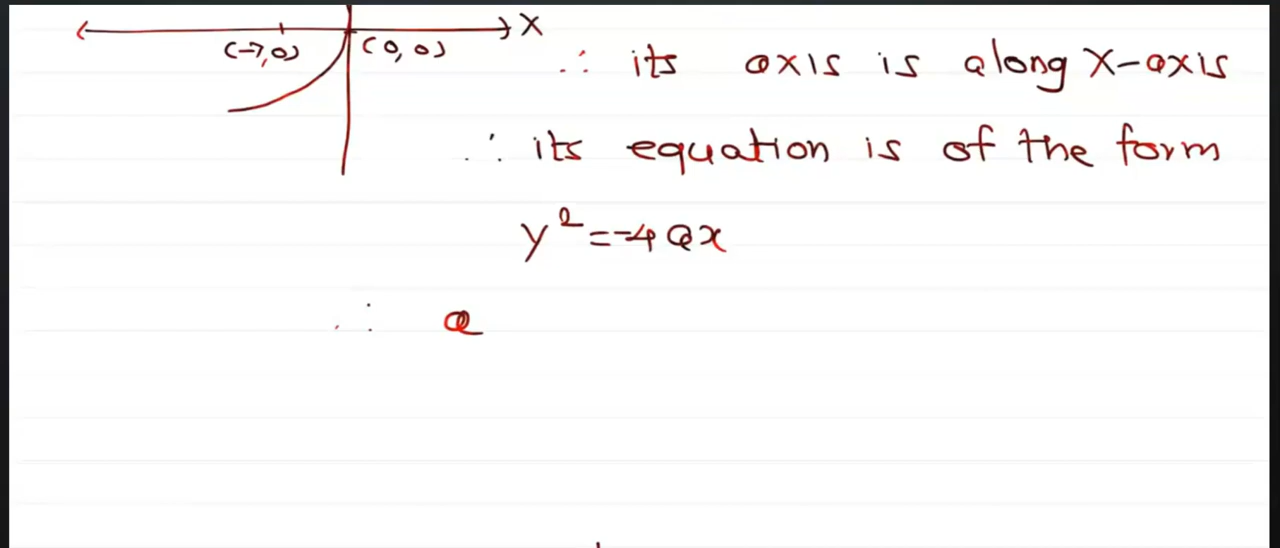 X
(-7,0) (0,0)
∴ its axis is along X-axis
∴ its equation is of the form
y² = -4ax
∴ a